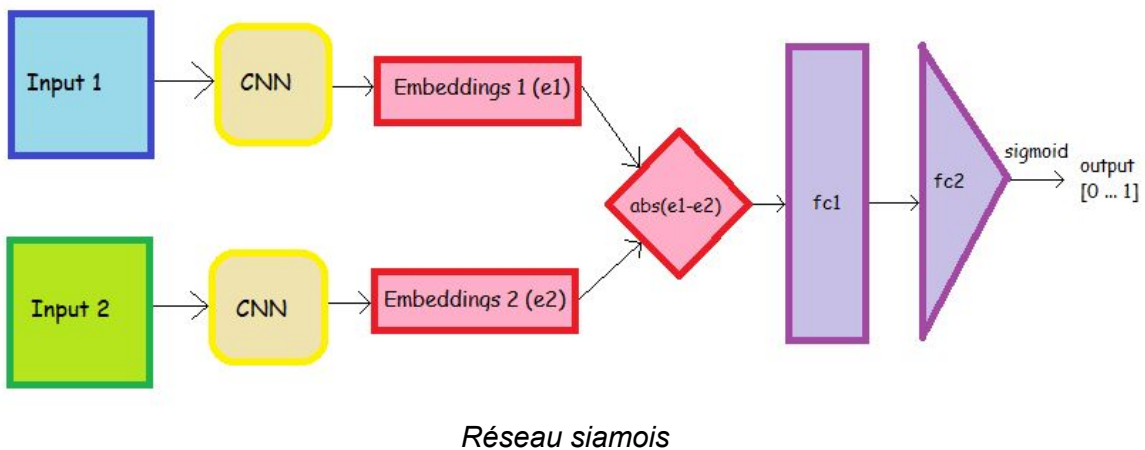 Input 1
CNN
Embeddings 1 (e1)
Input 2
CNN
Embeddings 2 (e2)
abs(e1-e2)
fc1
fc2
sigmoid
output
[0 ... 1]
Réseau siamois